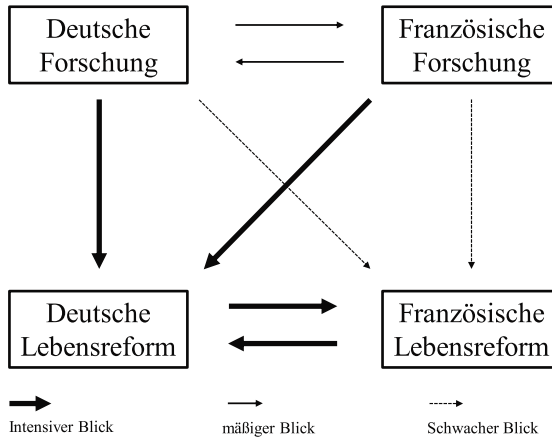 Deutsche
Forschung
Französische
Forschung
Deutsche
Lebensreform
Französische
Lebensreform
Intensiver Blick
mäßiger Blick
Schwacher Blick